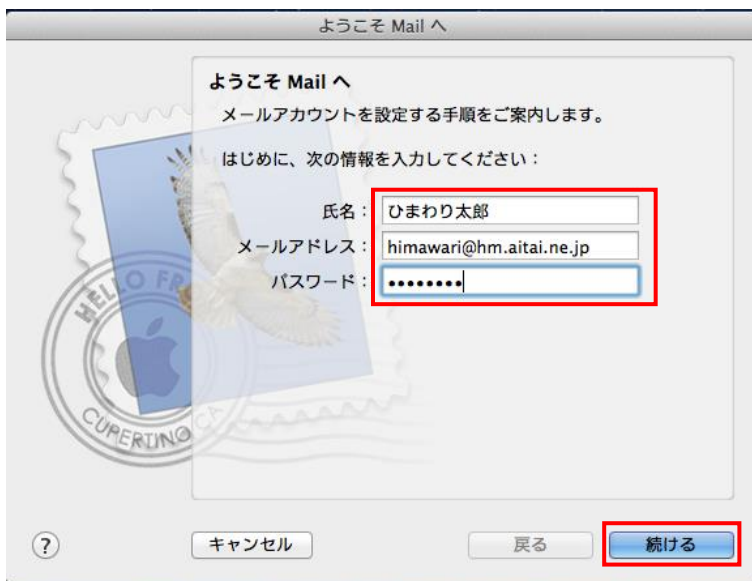 ようこそ Mail へ
ようこそ Mail へ
メールアカウントを設定する手順をご案内します。
はじめに、次の情報を入力してください：
氏名： ひまわり太郎
メールアドレス： himawari@hm.aitai.ne.jp
パスワード： ••••••••
HELLO FR
CUPERTINO CA
? キャンセル 戻る 続ける